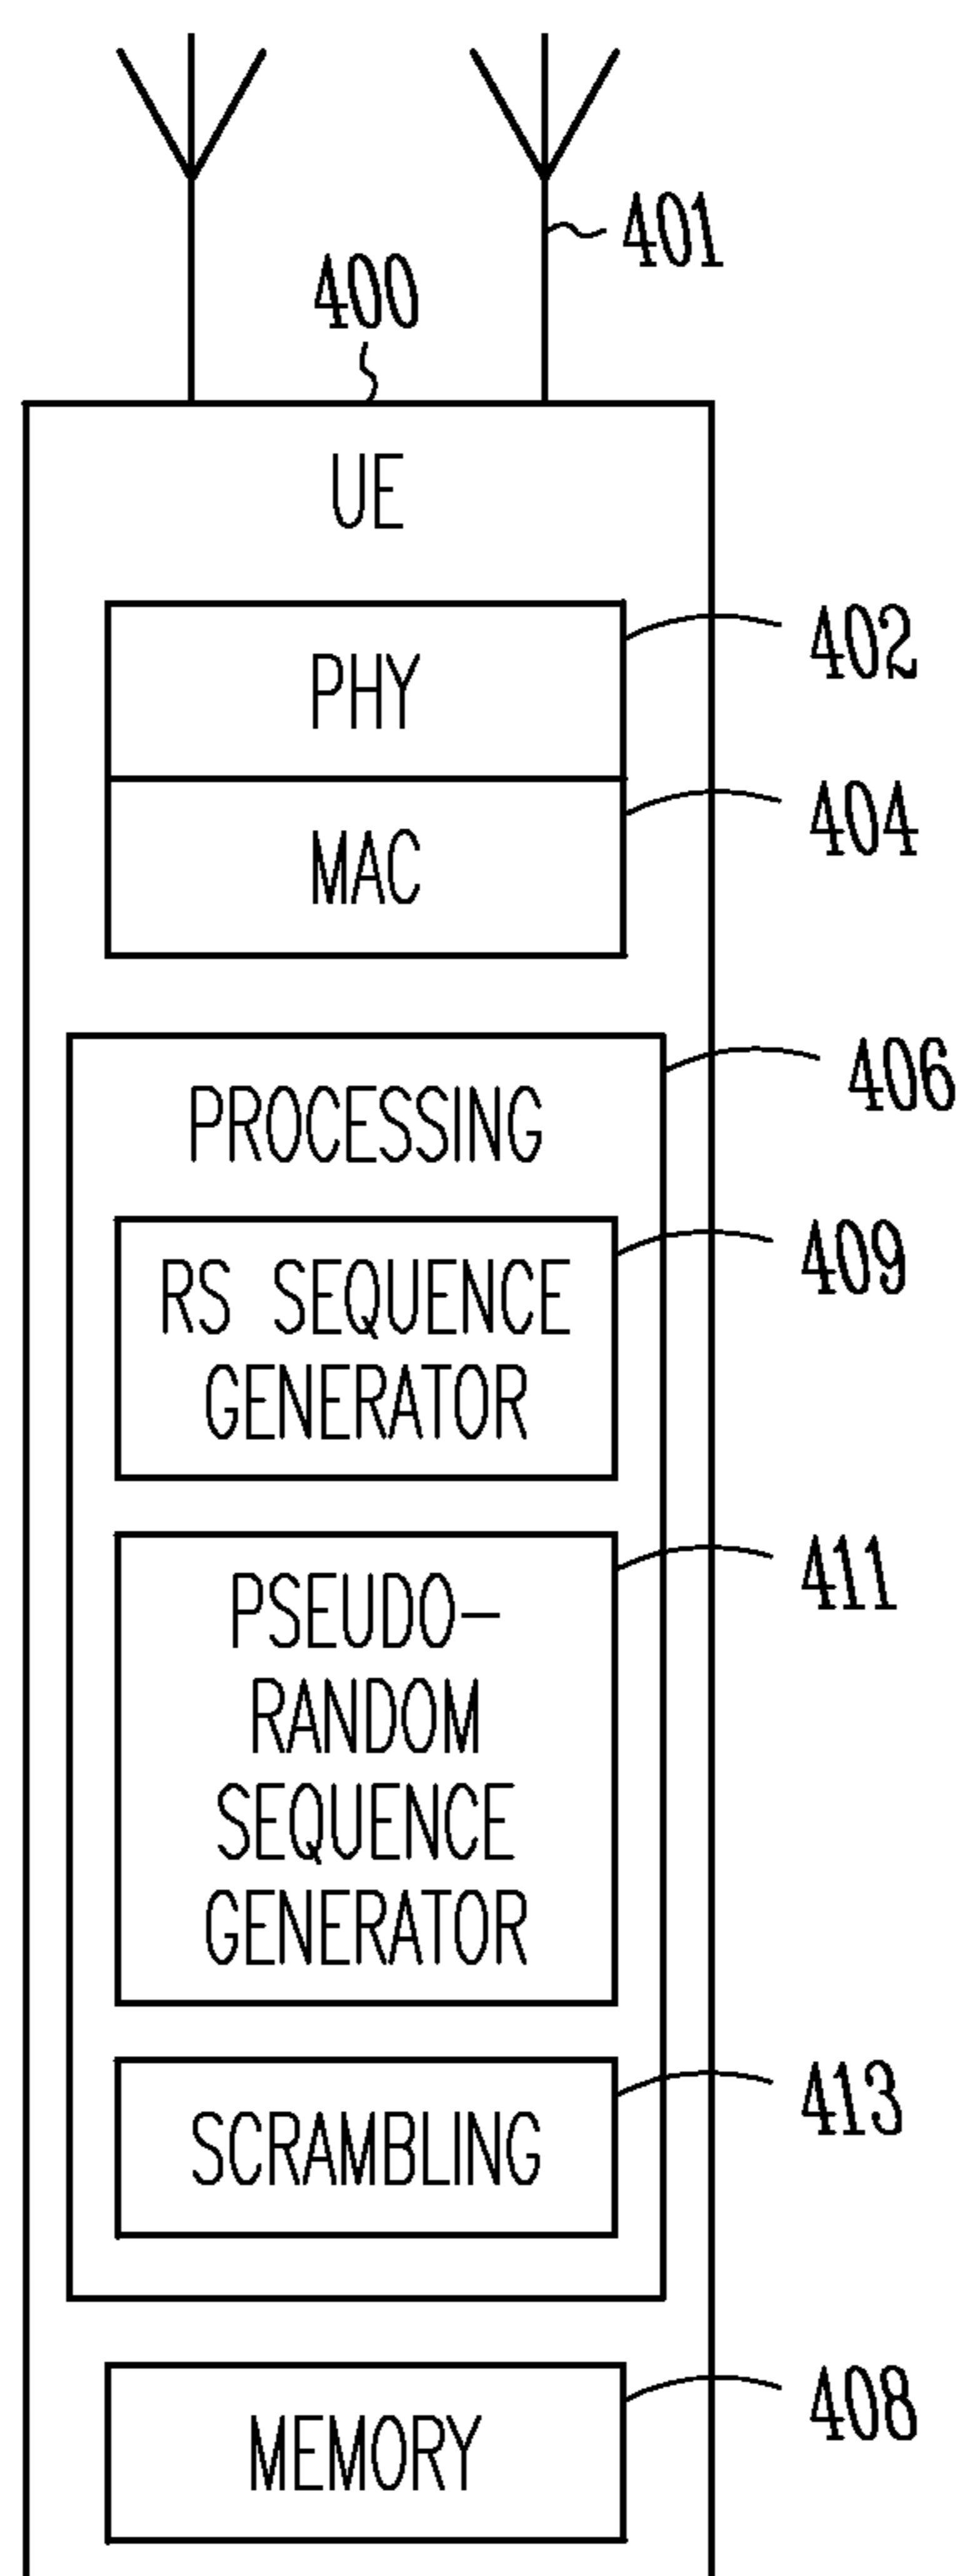 401
400
UE
402
PHY
404
MAC
406
PROCESSING
409
RS SEQUENCE
GENERATOR
411
PSEUDO-
RANDOM
SEQUENCE
GENERATOR
413
SCRAMBLING
408
MEMORY